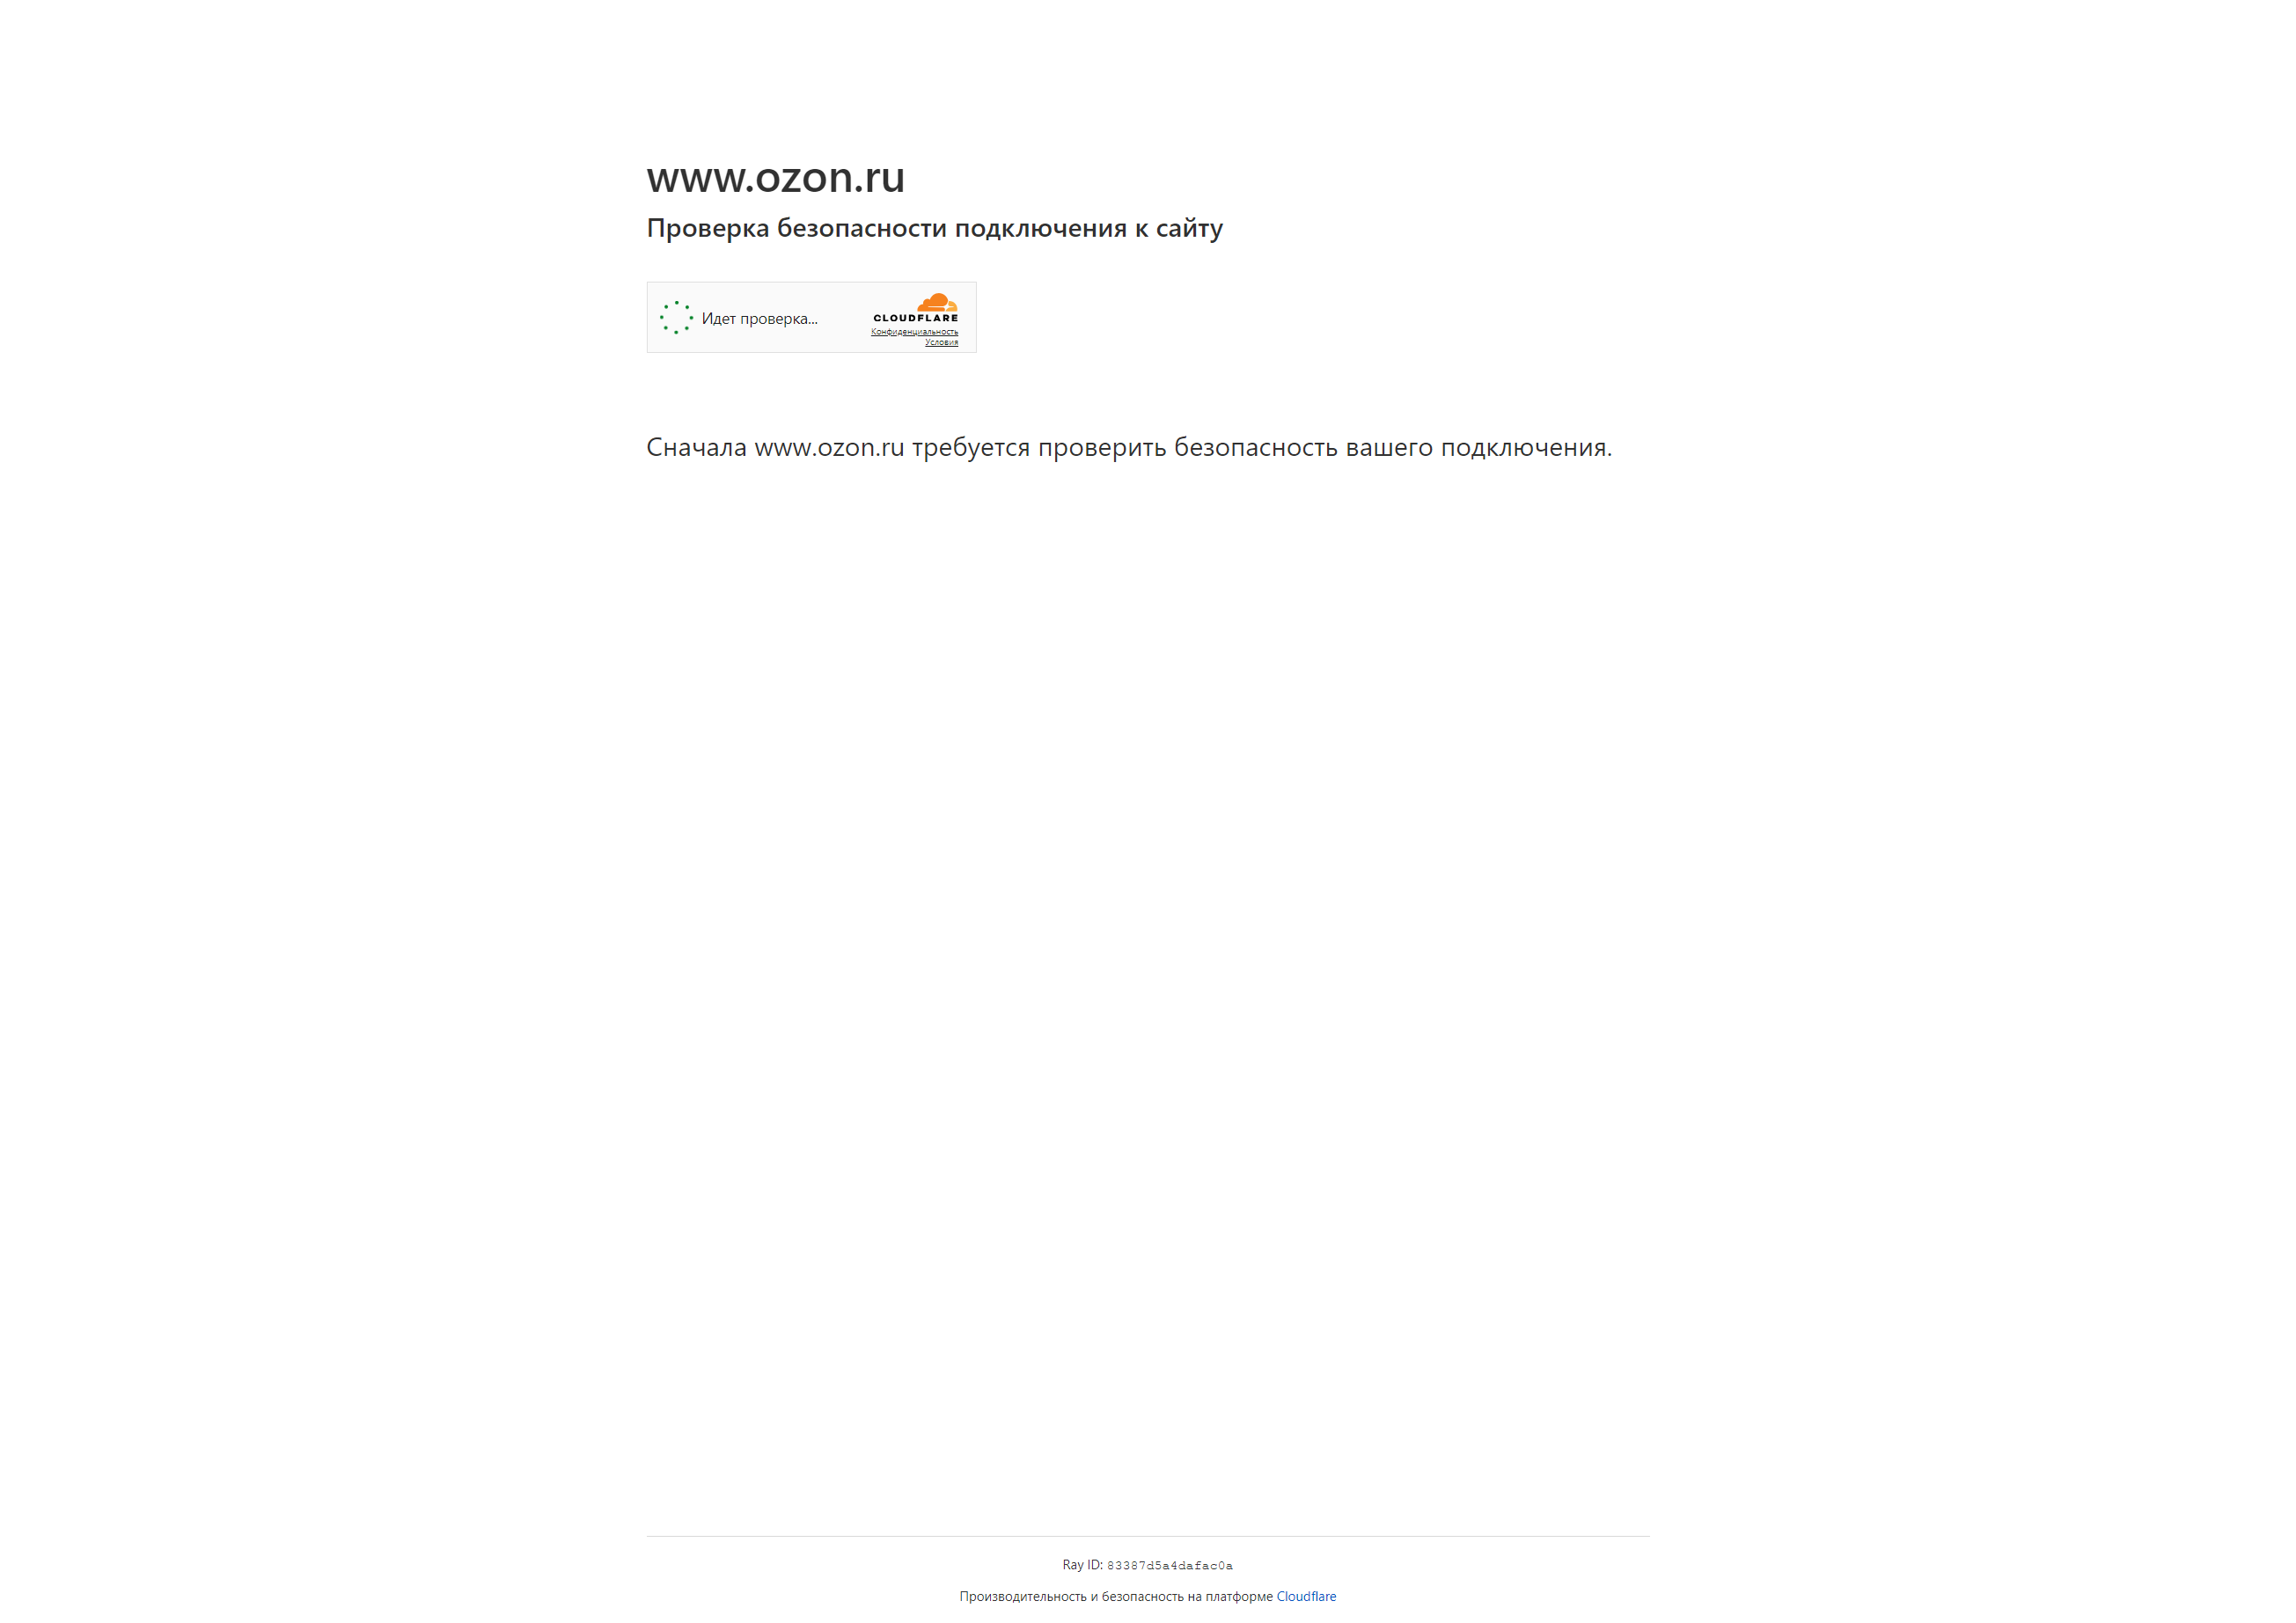 www.ozon.ru
Проверка безопасности подключения к сайту
Идет проверка...
CLOUDFLARE
Конфиденциальность
Условия
Сначала www.ozon.ru требуется проверить безопасность вашего подключения.
Ray ID: 83387d5a4dafac0a
Производительность и безопасность на платформе Cloudflare